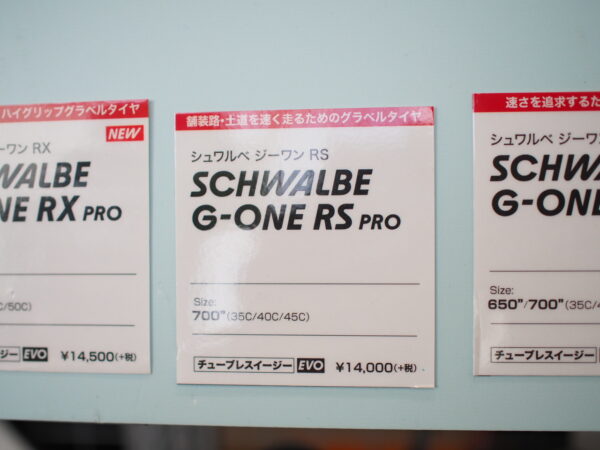 ハイグリップグラベルタイヤ
NEW
ーワン RX
WALBE
NE RX PRO
C/50C)
イージー EVO ¥14,500(+税)
舗装路・土道を速く走るためのグラベルタイヤ
シュワルベ ジーワン RS
SCHWALBE
G-ONE RS PRO
Size:
700"(35C/40C/45C)
チューブレスイージー EVO ¥14,000(+税)
速さを追求するた
シュワルベ ジーワン
SCHWA
G-ONE
Size:
650"/700"(35C/4
チューブレスイージー